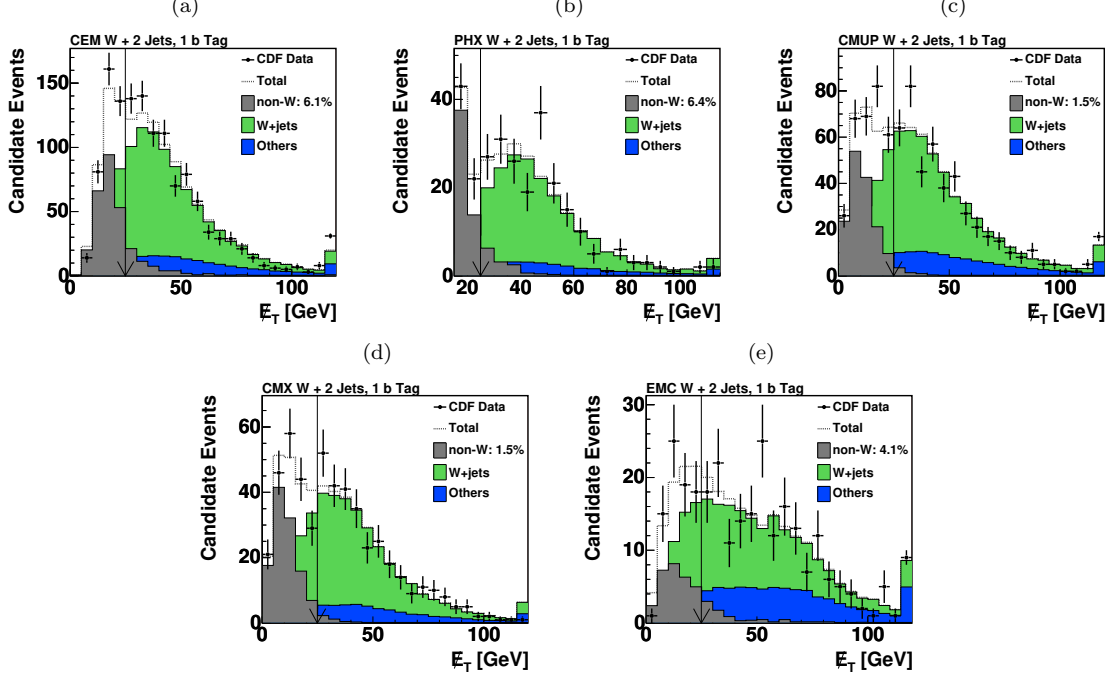 (a)
CEM W + 2 Jets, 1 b Tag
Candidate Events
150
100
50
0
CDF Data
Total
non-W: 6.1%
W+jets
Others
0 50 100
E̸_T [GeV]
(b)
PHX W + 2 Jets, 1 b Tag
Candidate Events
40
20
0
CDF Data
Total
non-W: 6.4%
W+jets
Others
20 40 60 80 100
E̸_T [GeV]
(c)
CMUP W + 2 Jets, 1 b Tag
Candidate Events
80
60
40
20
0
CDF Data
Total
non-W: 1.5%
W+jets
Others
0 50 100
E̸_T [GeV]
(d)
CMX W + 2 Jets, 1 b Tag
Candidate Events
60
40
20
0
CDF Data
Total
non-W: 1.5%
W+jets
Others
0 50 100
E̸_T [GeV]
(e)
EMC W + 2 Jets, 1 b Tag
Candidate Events
30
20
10
0
CDF Data
Total
non-W: 4.1%
W+jets
Others
0 50 100
E̸_T [GeV]